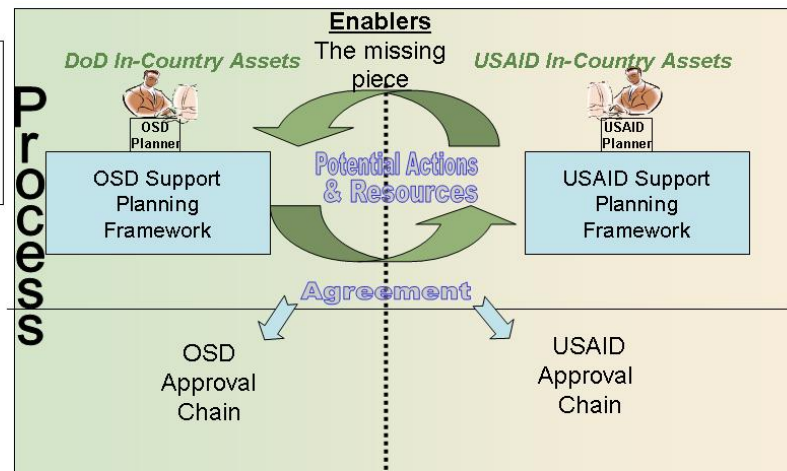 Enablers
The missing
piece
DoD In-Country Assets
USAID In-Country Assets
Process
OSD
Planner
USAID
Planner
OSD Support
Planning
Framework
Potential Actions
& Resources
USAID Support
Planning
Framework
Agreement
OSD
Approval
Chain
USAID
Approval
Chain